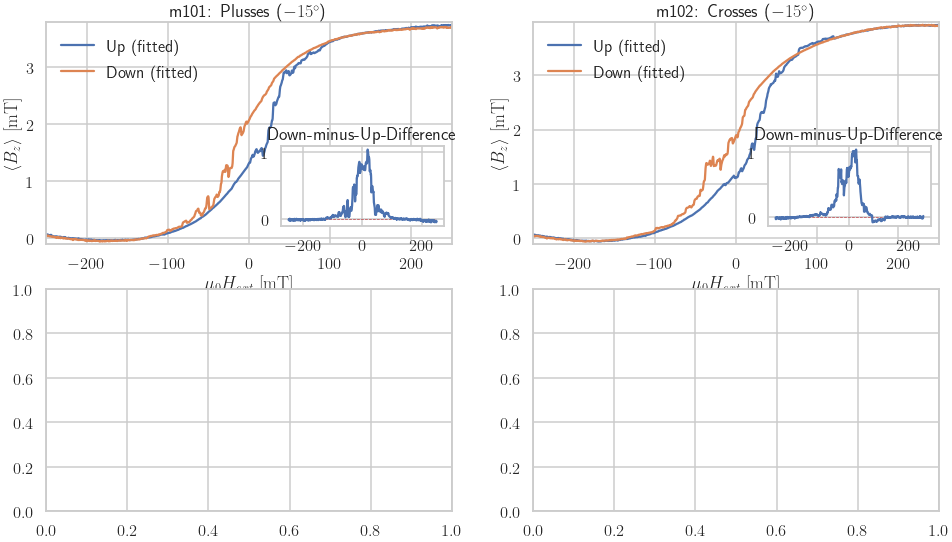 m101: Plusses (−15°)
Up (fitted)
Down (fitted)
⟨B_z⟩ [mT]
3
2
1
0
−200
−100
0
100
200
μ₀H_ext [mT]
Down-minus-Up-Difference
1
0
−200
0
200
m102: Crosses (−15°)
Up (fitted)
Down (fitted)
⟨B_z⟩ [mT]
3
2
1
0
−200
−100
0
100
200
μ₀H_ext [mT]
Down-minus-Up-Difference
1
0
−200
0
200
1.0
0.8
0.6
0.4
0.2
0.0
0.0 0.2 0.4 0.6 0.8 1.0
1.0
0.8
0.6
0.4
0.2
0.0
0.0 0.2 0.4 0.6 0.8 1.0